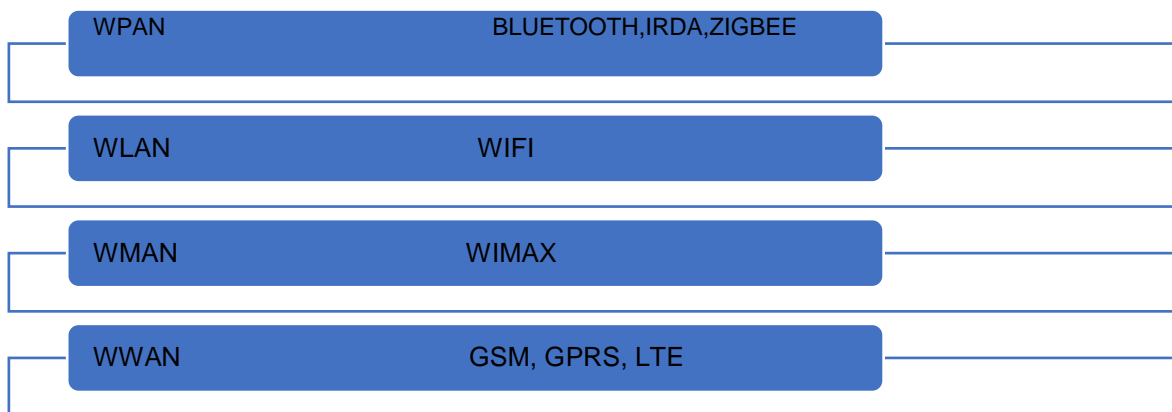 WPAN BLUETOOTH,IRDA,ZIGBEE
WLAN WIFI
WMAN WIMAX
WWAN GSM, GPRS, LTE